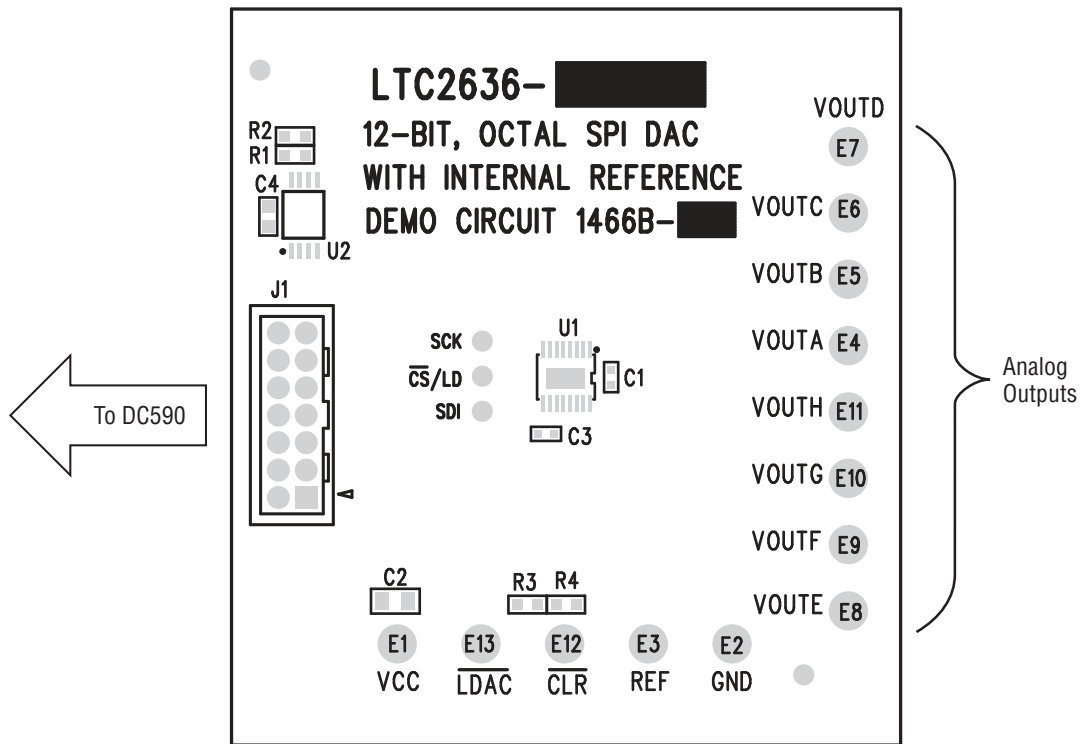 LTC2636-
12-BIT, OCTAL SPI DAC
WITH INTERNAL REFERENCE
DEMO CIRCUIT 1466B-
R2
R1
C4
U2
J1
To DC590
SCK
CS/LD
SDI
U1
C1
C3
VOUTD
E7
VOUTC E6
VOUTB E5
VOUTA E4
VOUTH E11
VOUTG E10
VOUTF E9
VOUTE E8
Analog
Outputs
C2
R3 R4
E1 E13 E12 E3 E2
VCC LDAC CLR REF GND